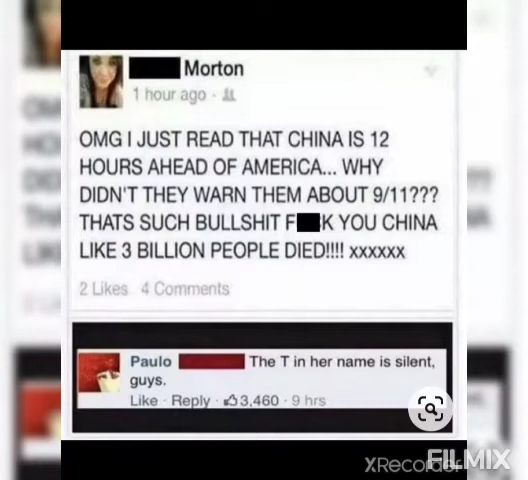 Morton
1 hour ago
OMG I JUST READ THAT CHINA IS 12
HOURS AHEAD OF AMERICA... WHY
DIDN'T THEY WARN THEM ABOUT 9/11???
THATS SUCH BULLSHIT F K YOU CHINA
LIKE 3 BILLION PEOPLE DIED!!!! xxxxxx
2 Likes 4 Comments
Paulo The T in her name is silent,
guys.
Like · Reply · 3,460 · 9 hrs
XRecorder
FILMIX